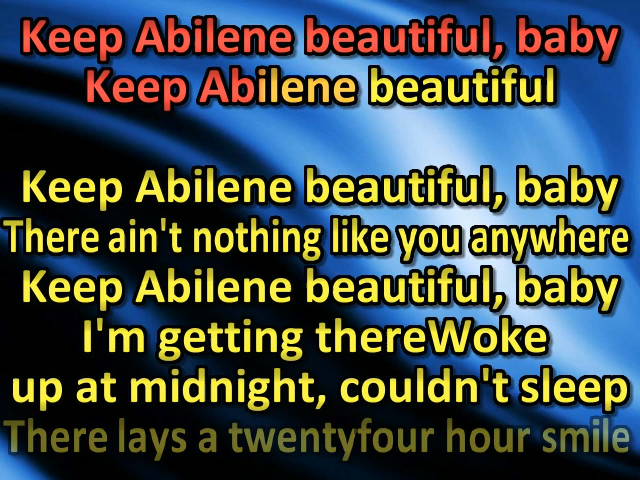 Keep Abilene beautiful, baby
Keep Abilene beautiful
Keep Abilene beautiful, baby
There ain't nothing like you anywhere
Keep Abilene beautiful, baby
I'm getting thereWoke
up at midnight, couldn't sleep
There lays a twentyfour hour smile